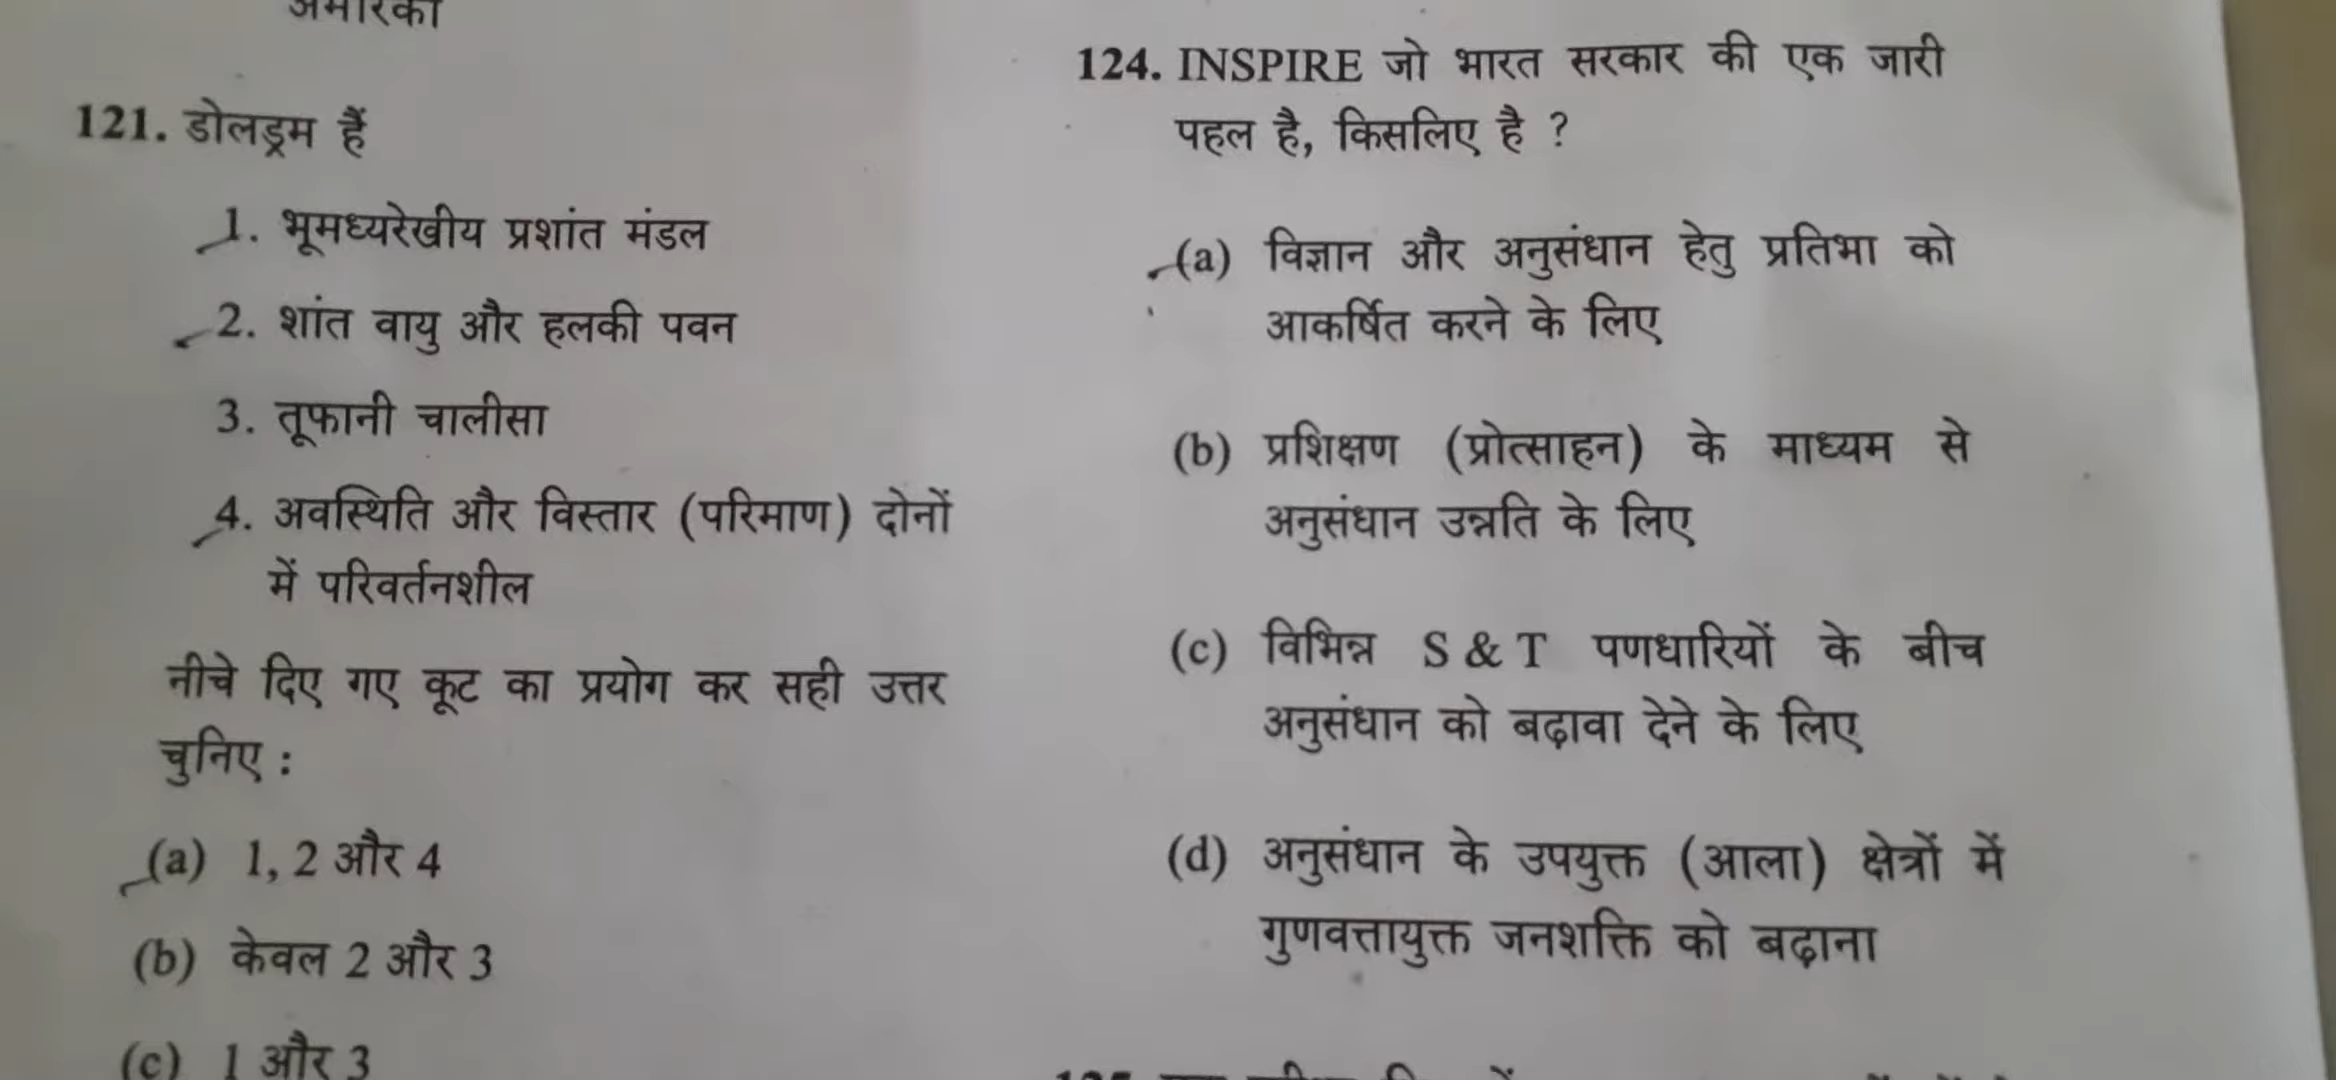 अमेरिका
121. डोलड्रम हैं
1. भूमध्यरेखीय प्रशांत मंडल
2. शांत वायु और हलकी पवन
3. तूफानी चालीसा
4. अवस्थिति और विस्तार (परिमाण) दोनों
में परिवर्तनशील
नीचे दिए गए कूट का प्रयोग कर सही उत्तर
चुनिए :
(a) 1, 2 और 4
(b) केवल 2 और 3
(c) 1 और 3
124. INSPIRE जो भारत सरकार की एक जारी
पहल है, किसलिए है ?
(a) विज्ञान और अनुसंधान हेतु प्रतिभा को
आकर्षित करने के लिए
(b) प्रशिक्षण (प्रोत्साहन) के माध्यम से
अनुसंधान उन्नति के लिए
(c) विभिन्न S & T पणधारियों के बीच
अनुसंधान को बढ़ावा देने के लिए
(d) अनुसंधान के उपयुक्त (आला) क्षेत्रों में
गुणवत्तायुक्त जनशक्ति को बढ़ाना